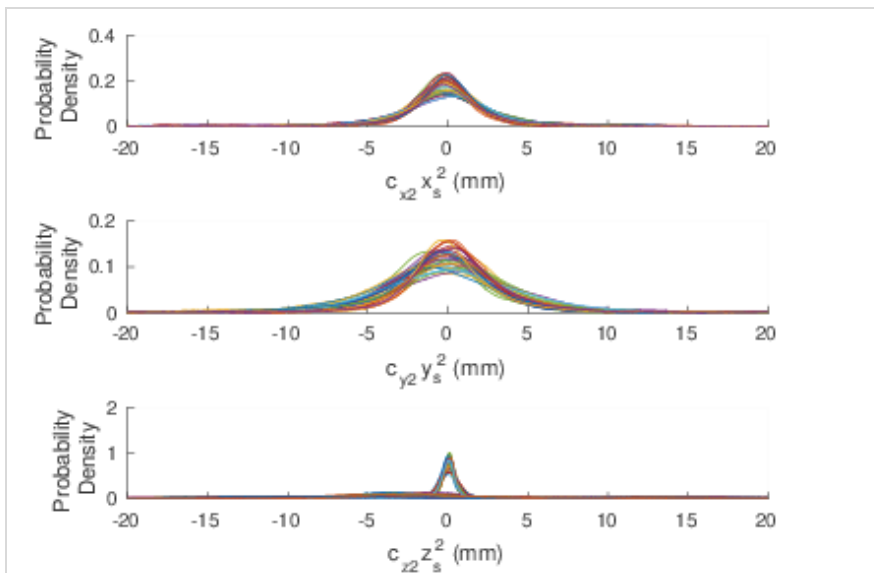 Probability
Density
0.4
0.2
0
-20 -15 -10 -5 0 5 10 15 20
c_x2 x_s^2 (mm)
Probability
Density
0.2
0.1
0
-20 -15 -10 -5 0 5 10 15 20
c_y2 y_s^2 (mm)
Probability
Density
2
1
0
-20 -15 -10 -5 0 5 10 15 20
c_z2 z_s^2 (mm)